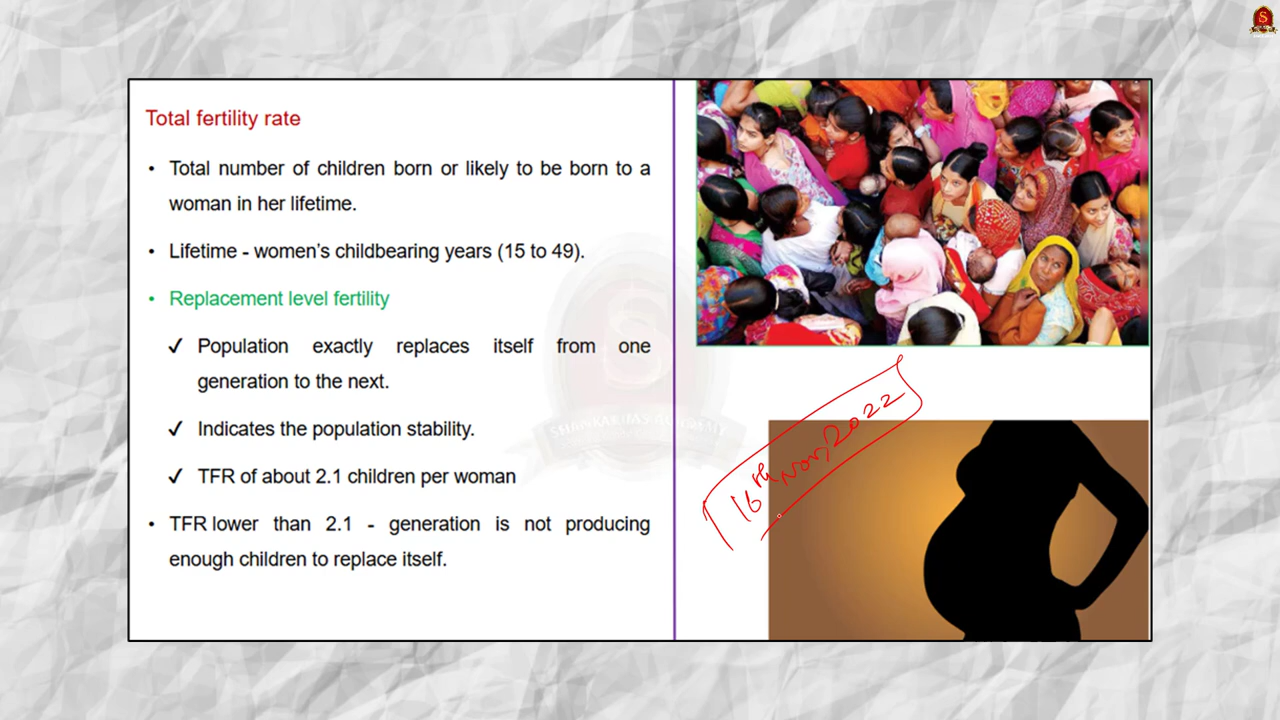 Total fertility rate
• Total number of children born or likely to be born to a
woman in her lifetime.
• Lifetime - women's childbearing years (15 to 49).
• Replacement level fertility
✓ Population exactly replaces itself from one
generation to the next.
✓ Indicates the population stability.
✓ TFR of about 2.1 children per woman
• TFR lower than 2.1 - generation is not producing
enough children to replace itself.
16th Nov, 2022
S
SHANKAR IAS ACADEMY